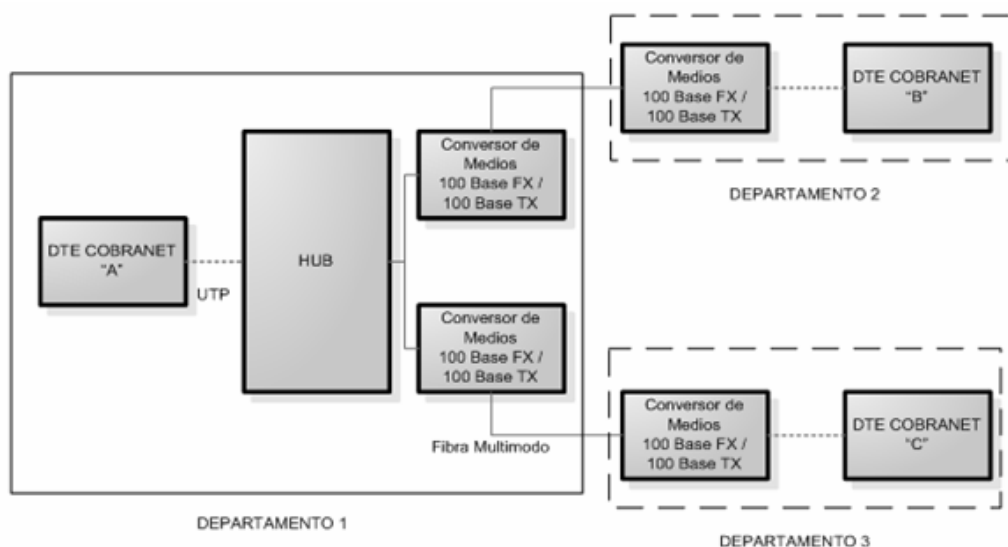 Conversor de
Medios
100 Base FX /
100 Base TX
DTE COBRANET
"B"
DEPARTAMENTO 2
Conversor de
Medios
100 Base FX /
100 Base TX
DTE COBRANET
"A"
UTP
HUB
Conversor de
Medios
100 Base FX /
100 Base TX
Fibra Multimodo
DEPARTAMENTO 1
Conversor de
Medios
100 Base FX /
100 Base TX
DTE COBRANET
"C"
DEPARTAMENTO 3